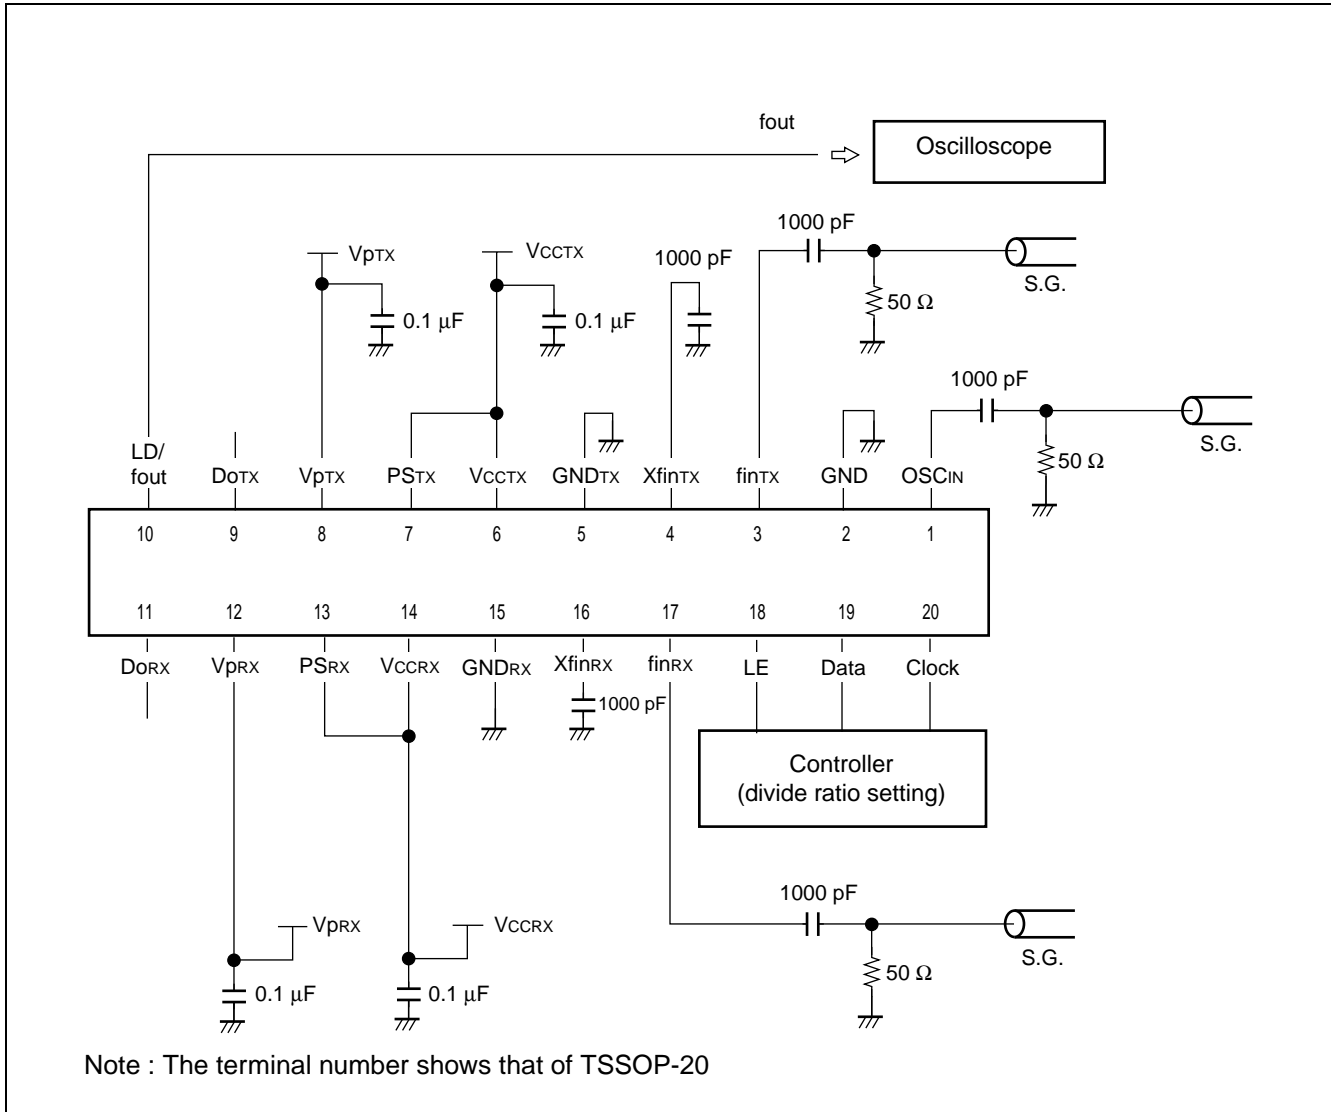 fout
Oscilloscope
1000 pF
S.G.
50 Ω
VpTX
0.1 μF
VCCTX
0.1 μF
1000 pF
1000 pF
S.G.
50 Ω
LD/
fout
DoTX
VpTX
PSTX
VCCTX
GNDTX
XfinTX
finTX
GND
OSCIN
10 9 8 7 6 5 4 3 2 1
11 12 13 14 15 16 17 18 19 20
DoRX
VpRX
PSRX
VCCRX
GNDRX
XfinRX
finRX
LE
Data
Clock
1000 pF
Controller
(divide ratio setting)
1000 pF
S.G.
50 Ω
VpRX
0.1 μF
VCCRX
0.1 μF
Note : The terminal number shows that of TSSOP-20